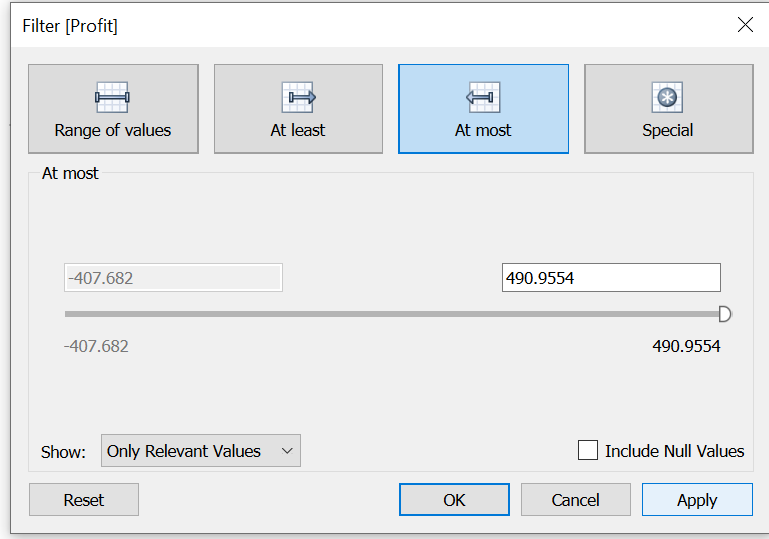 Filter [Profit]
Range of values
At least
At most
Special
At most
-407.682
490.9554
-407.682
490.9554
Show:
Only Relevant Values
Include Null Values
Reset
OK
Cancel
Apply